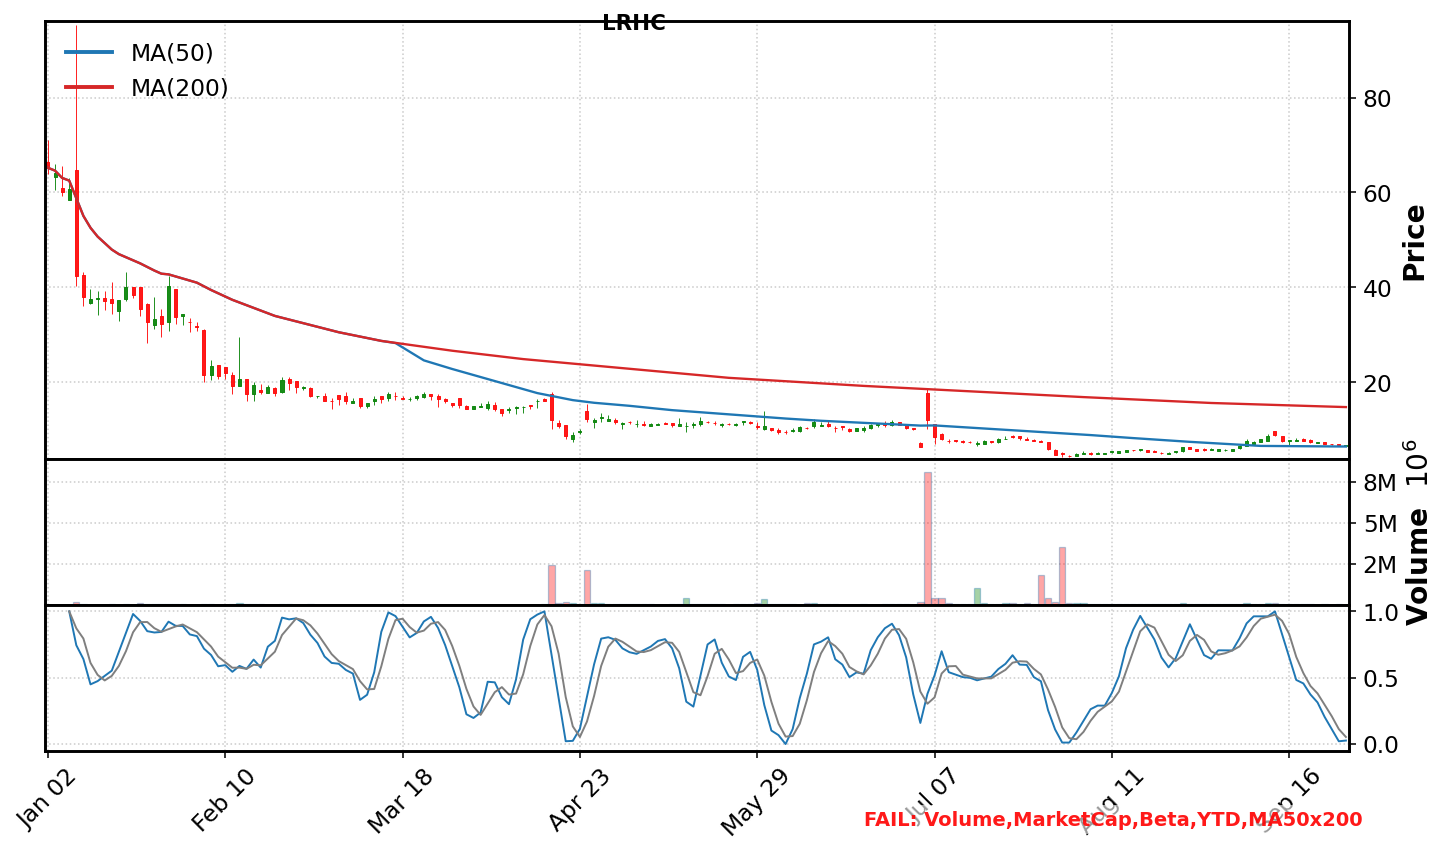 LRHC
MA(50)
MA(200)
80
60
40
20
Price
8M
5M
2M
Volume 10^6
1.0
0.5
0.0
Jan 02
Feb 10
Mar 18
Apr 23
May 29
Jul 07
Aug 11
Sep 16
FAIL: Volume,MarketCap,Beta,YTD,MA50x200